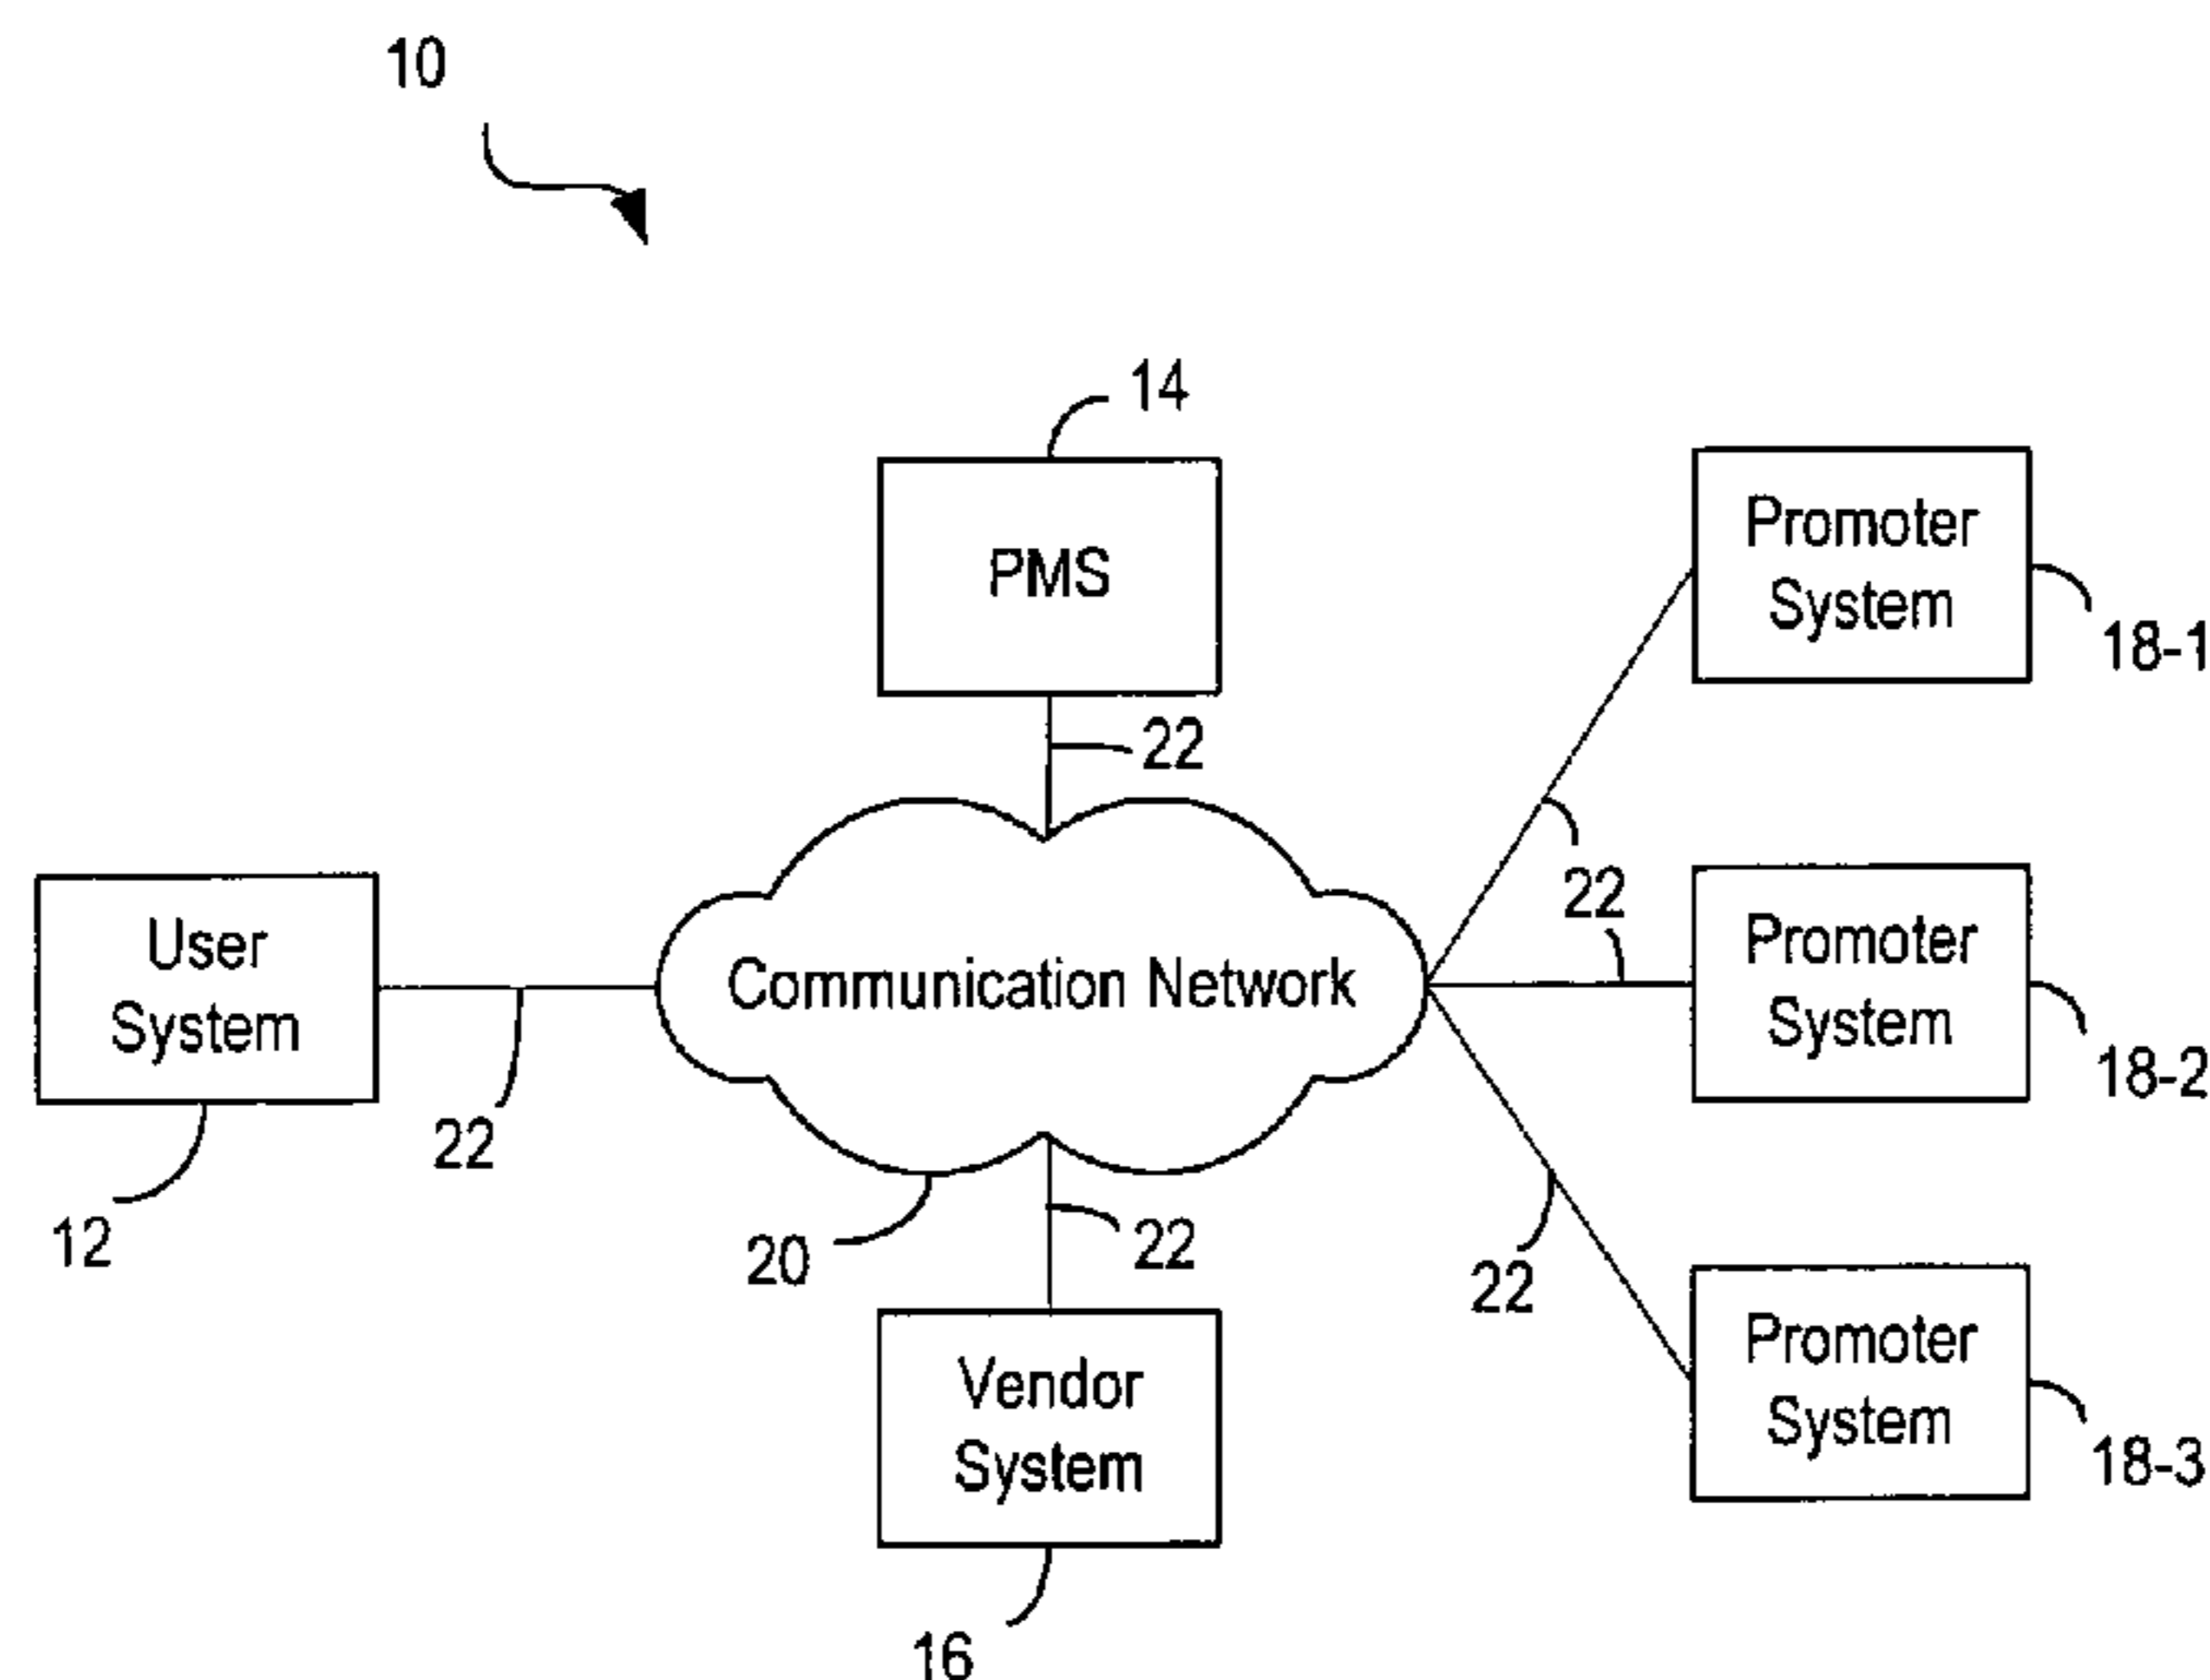 10
14
PMS
22
Promoter
System
18-1
22
User
System
22
12
Communication Network
20
Promoter
System
18-2
22
Vendor
System
16
22
Promoter
System
18-3